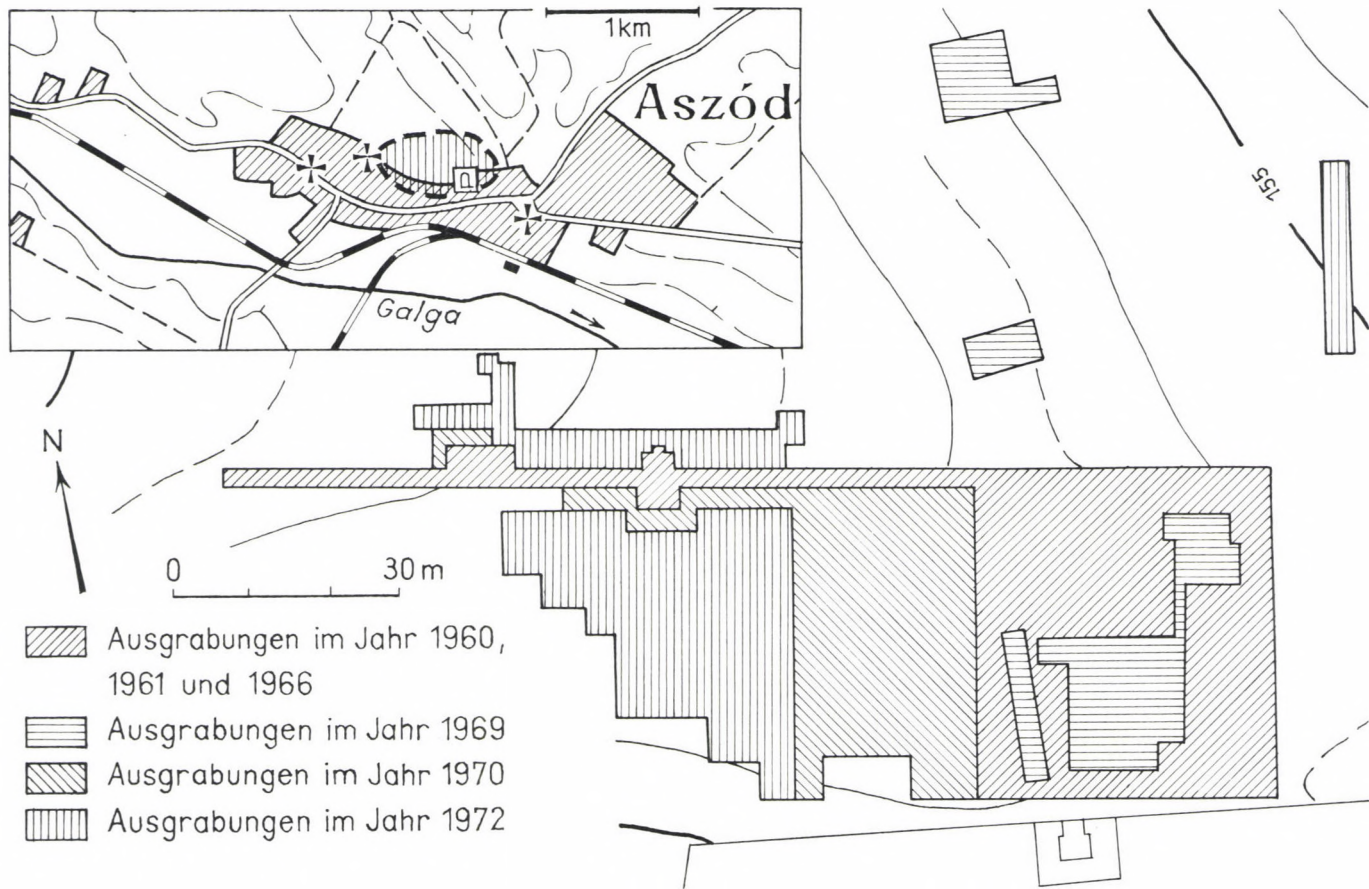 1km
Aszód
Galga
155
N
0 30 m
Ausgrabungen im Jahr 1960,
1961 und 1966
Ausgrabungen im Jahr 1969
Ausgrabungen im Jahr 1970
Ausgrabungen im Jahr 1972